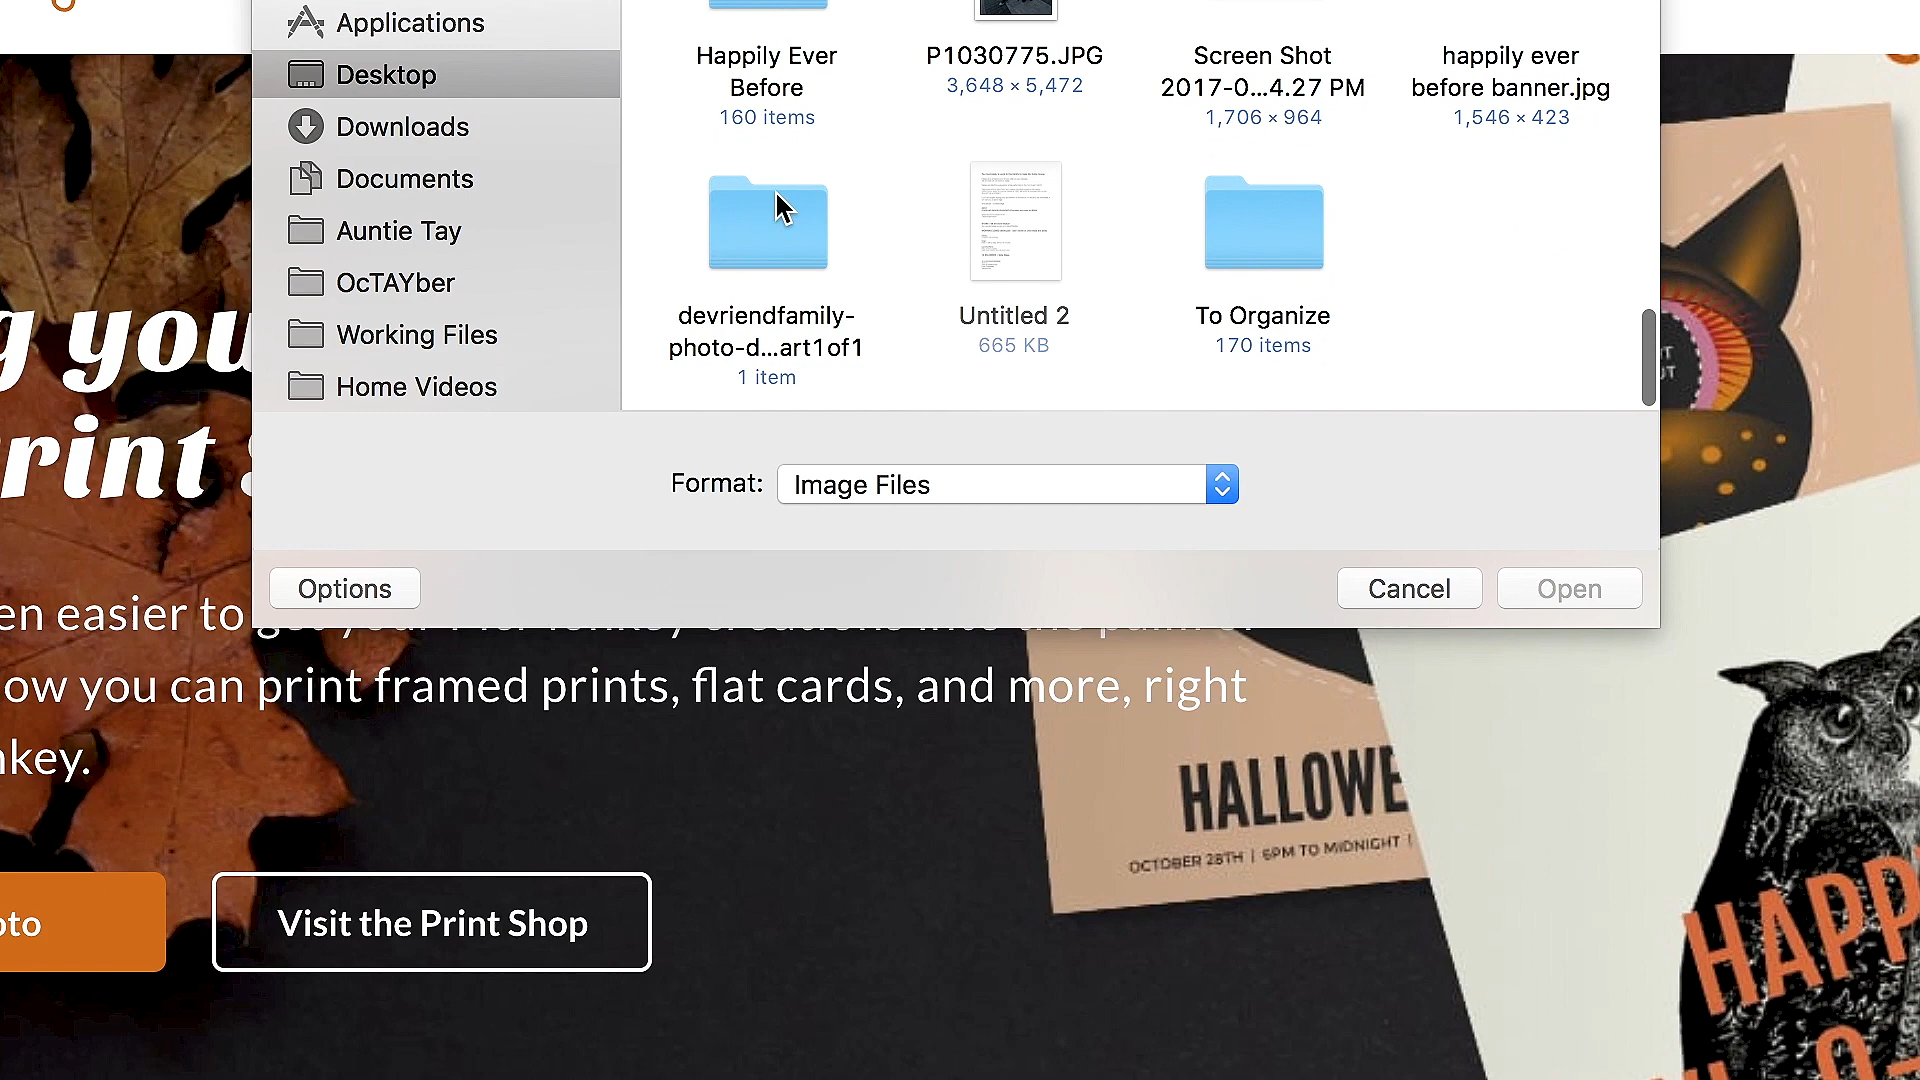 Applications
Desktop
Downloads
Documents
Auntie Tay
OcTAYber
Working Files
Home Videos
Happily Ever
Before
160 items
P1030775.JPG
3,648 × 5,472
Screen Shot
2017-0...4.27 PM
1,706 × 964
happily ever
before banner.jpg
1,546 × 423
devriendfamily-
photo-d...art1of1
1 item
Untitled 2
665 KB
To Organize
170 items
Format: Image Files
Options
Cancel
Open
g you
rint
en easier to
ow you can print framed prints, flat cards, and more, right
nkey.
oto
Visit the Print Shop
HALLOWE
OCTOBER 28TH | 6PM TO MIDNIGHT |
HAPP